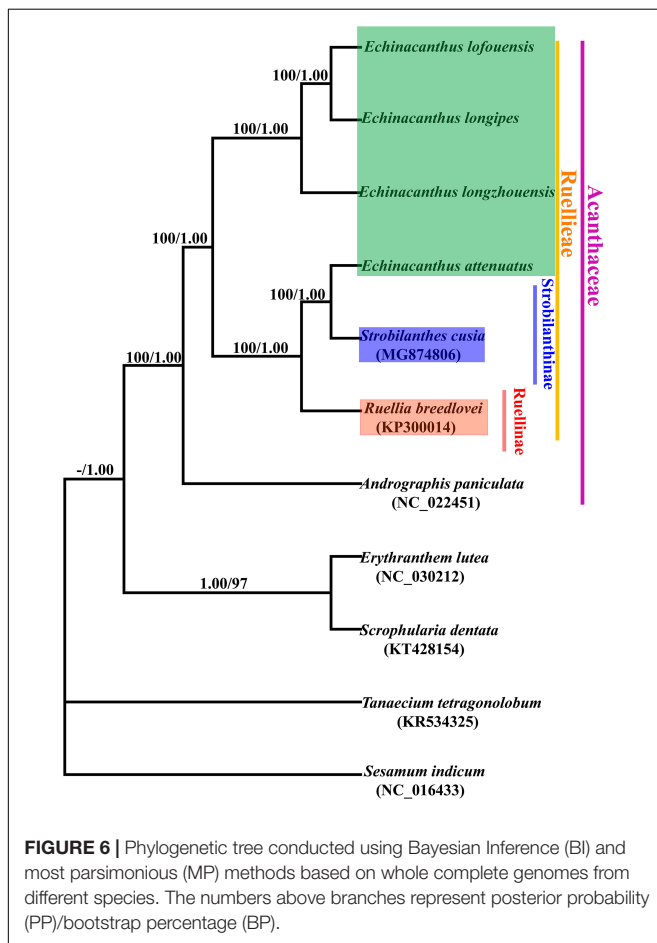 Echinacanthus lofouensis
100/1.00
Echinacanthus longipes
100/1.00
Echinacanthus longzhouensis
100/1.00
Echinacanthus attenuatus
100/1.00
Strobilanthes cusia
(MG874806)
100/1.00
100/1.00
Ruellia breedlovei
(KP300014)
Andrographis paniculata
(NC_022451)
-/1.00
Erythranthem lutea
(NC_030212)
1.00/97
Scrophularia dentata
(KT428154)
Tanaecium tetragonolobum
(KR534325)
Sesamum indicum
(NC_016433)
Strobilanthinae
Ruellinae
Ruellieae
Acanthaceae
FIGURE 6 | Phylogenetic tree conducted using Bayesian Inference (BI) and
most parsimonious (MP) methods based on whole complete genomes from
different species. The numbers above branches represent posterior probability
(PP)/bootstrap percentage (BP).